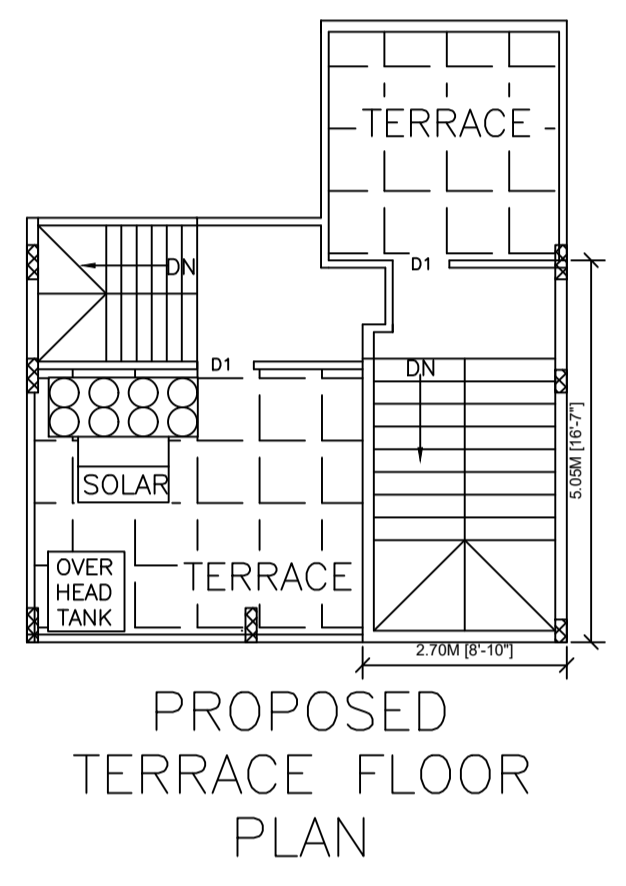 TERRACE
D1
DN
D1
DN
5.05M [16'-7"]
SOLAR
OVER
HEAD
TANK
TERRACE
2.70M [8'-10"]
PROPOSED
TERRACE FLOOR
PLAN